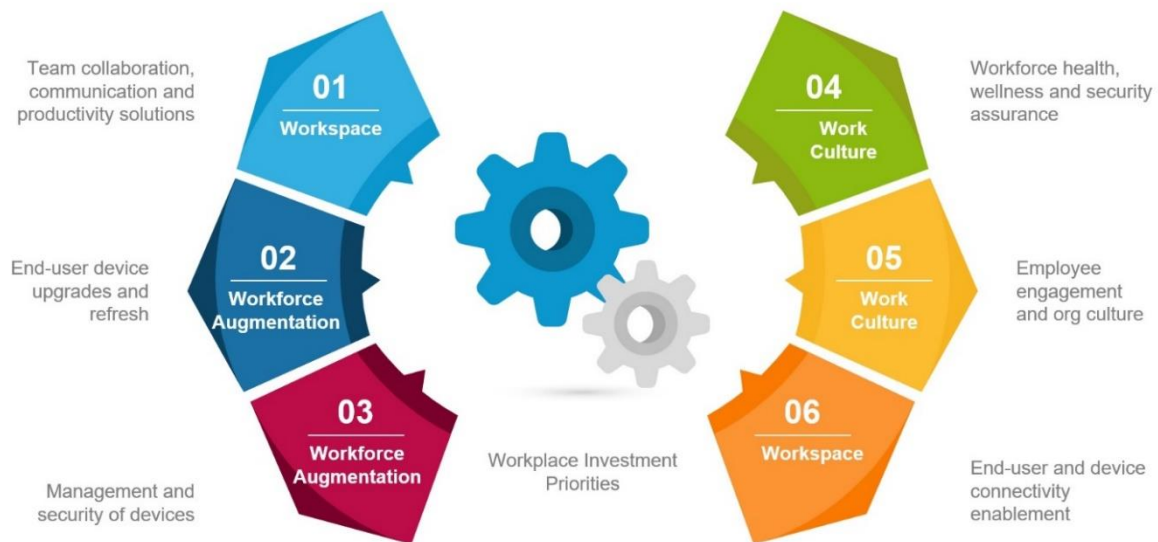 Team collaboration,
communication and
productivity solutions
01
Workspace
End-user device
upgrades and
refresh
02
Workforce
Augmentation
Management and
security of devices
03
Workforce
Augmentation
Workplace Investment
Priorities
04
Work
Culture
Workforce health,
wellness and security
assurance
05
Work
Culture
Employee
engagement
and org culture
06
Workspace
End-user and device
connectivity
enablement